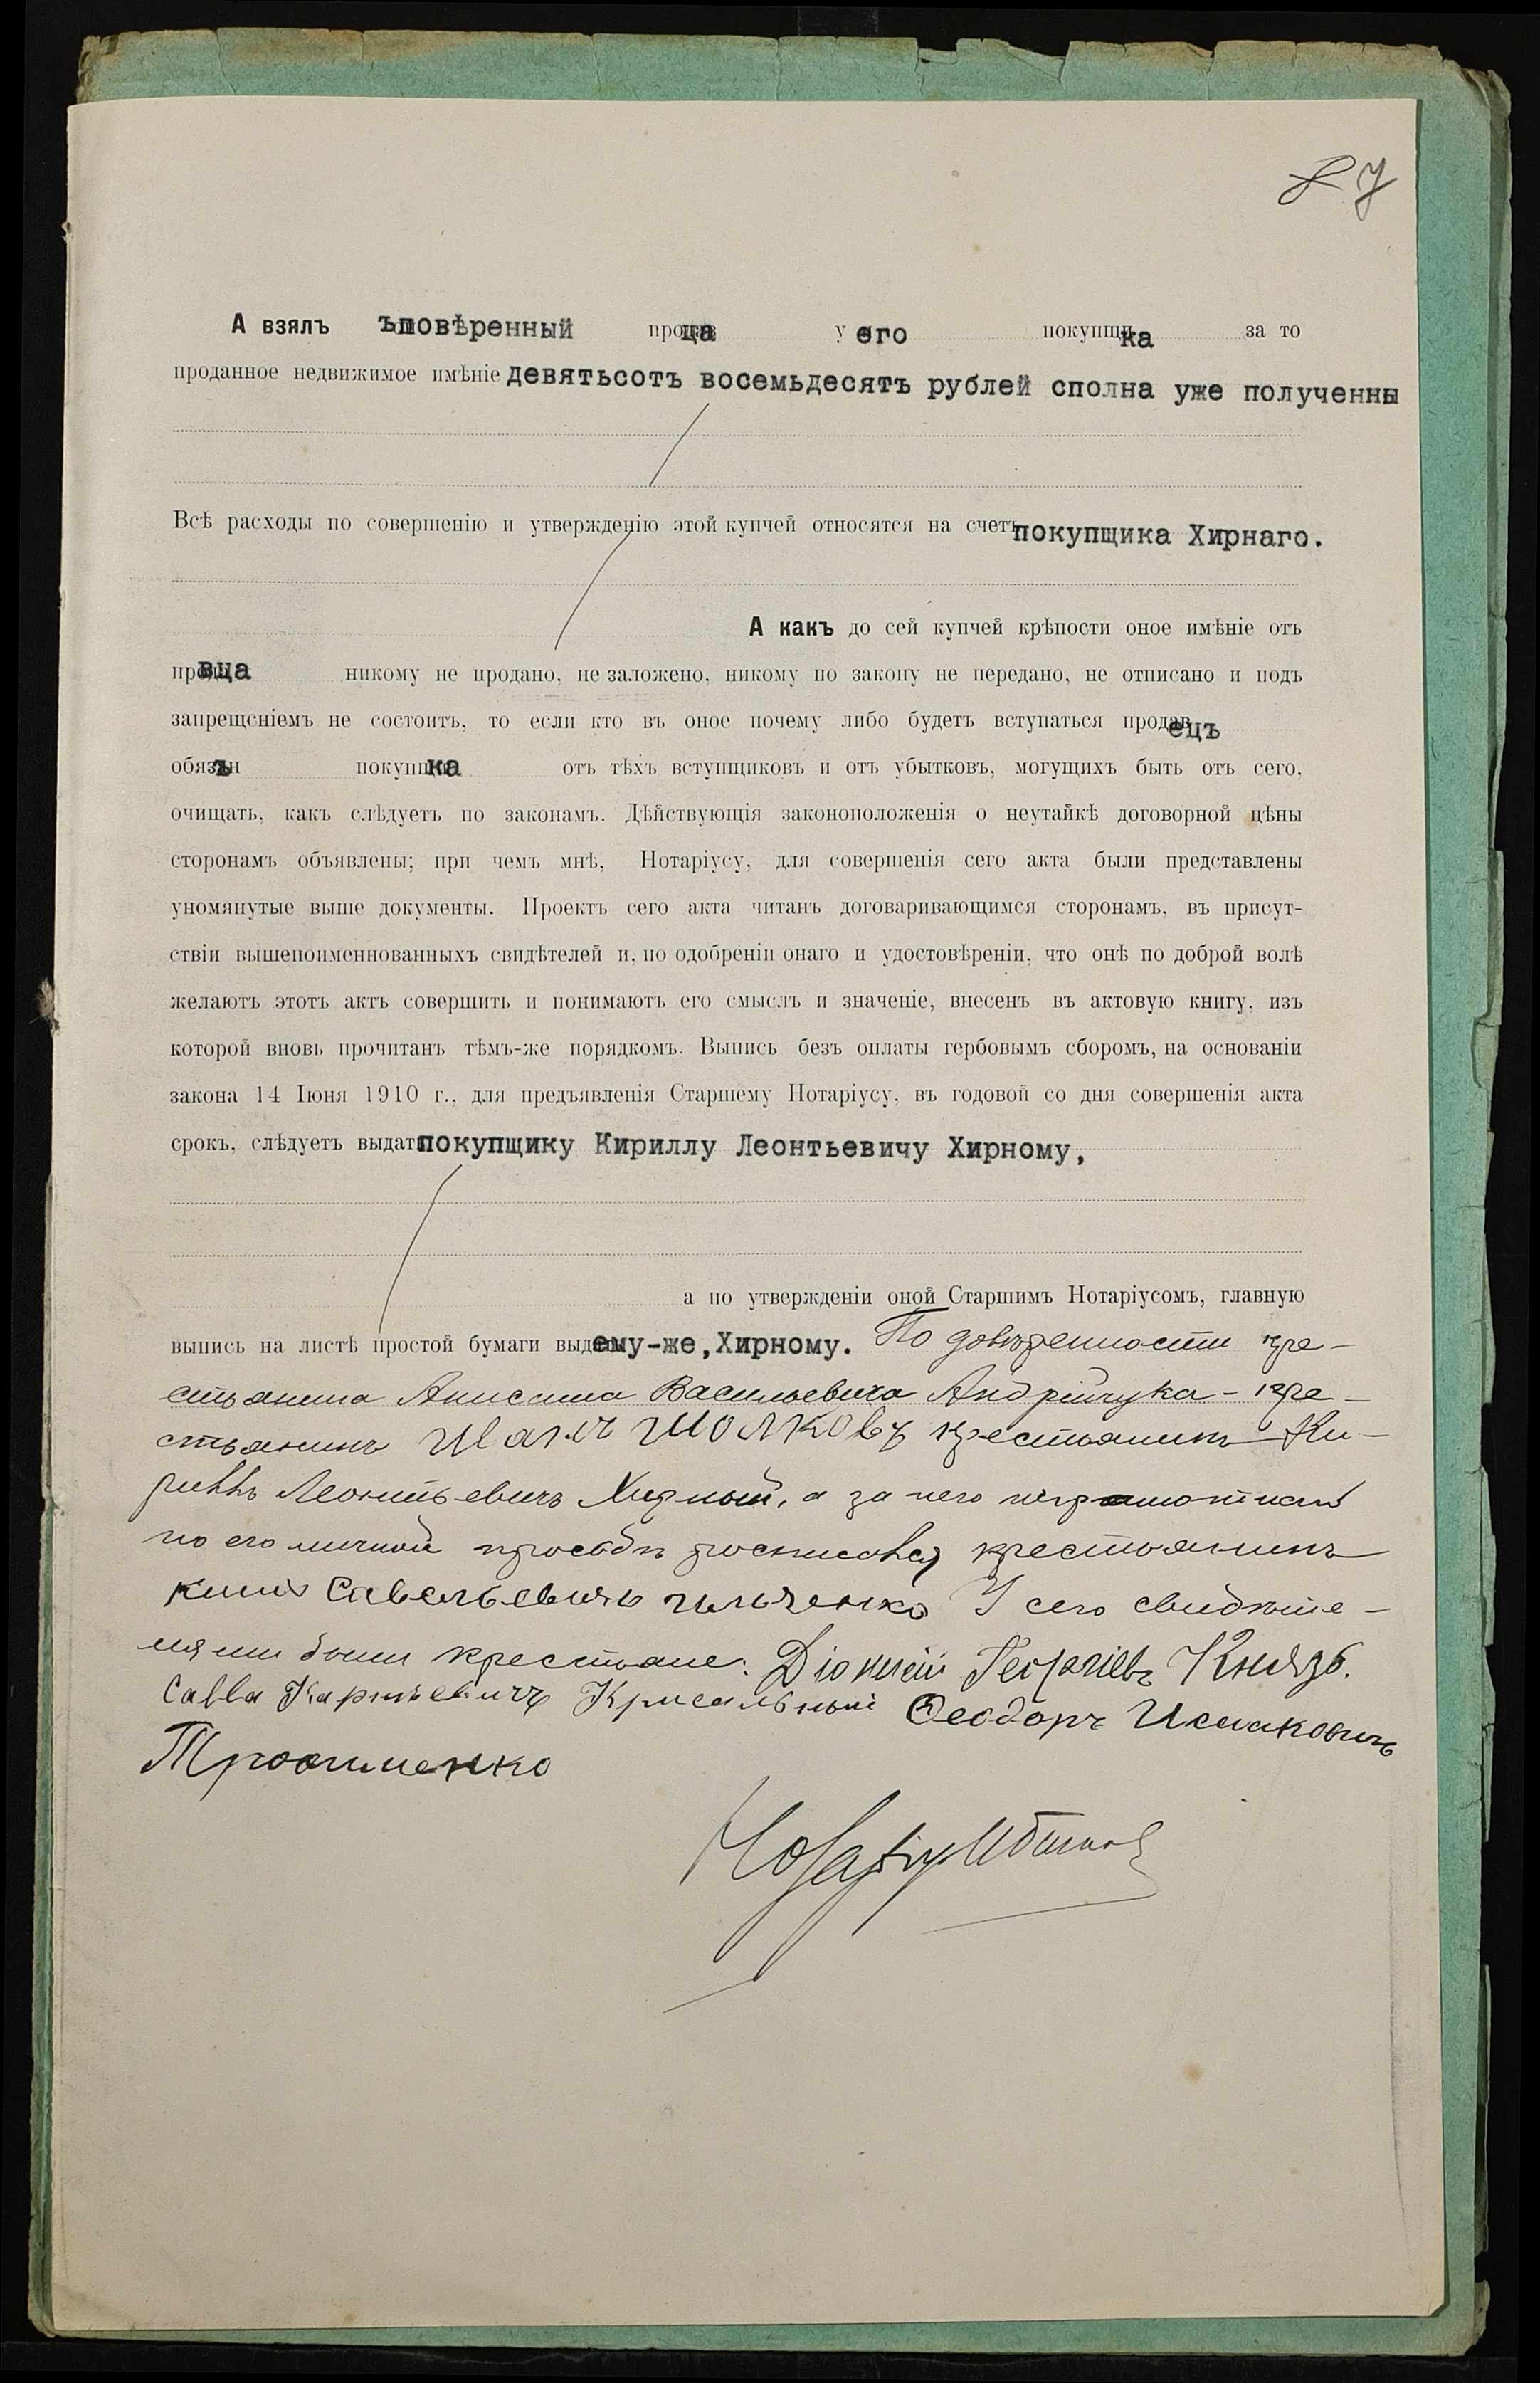 87
А взялъ повѣренный продавца у его покупщика за то
проданное недвижимое имѣніе девятьсотъ восемьдесятъ рублей сполна уже полученны
Всѣ расходы по совершенію и утвержденію этой купчей относятся на счетъ покупщика Хирнаго.
А какъ до сей купчей крѣпости оное имѣніе отъ
продавца никому не продано, не заложено, никому по закону не передано, не отписано и подъ
запрещеніемъ не состоитъ, то если кто въ оное почему либо будетъ вступаться продавецъ
обязанъ покупщика отъ тѣхъ вступщиковъ и отъ убытковъ, могущихъ быть отъ сего,
очищать, какъ слѣдуетъ по законамъ. Дѣйствующія законоположенія о неутайкѣ договорной цѣны
сторонамъ объявлены; при чемъ мнѣ, Нотаріусу, для совершенія сего акта были представлены
упомянутые выше документы. Проектъ сего акта читанъ договаривающимся сторонамъ, въ присут-
ствіи вышепоименнованныхъ свидѣтелей и, по одобреніи онаго и удостовѣреніи, что онѣ по доброй волѣ
желаютъ этотъ актъ совершить и понимаютъ его смыслъ и значеніе, внесенъ въ актовую книгу, изъ
которой вновь прочитанъ тѣмъ-же порядкомъ. Выпись безъ оплаты гербовымъ сборомъ, на основаніи
закона 14 Іюня 1910 г., для предъявленія Старшему Нотаріусу, въ годовой со дня совершенія акта
срокъ, слѣдуетъ выдать покупщику Кириллу Леонтьевичу Хирному,
а по утвержденіи оной Старшимъ Нотаріусомъ, главную
выпись на листѣ простой бумаги выдать ему-же, Хирному. По довѣренности кре-
стьянина Анисима Васильевича Андрійчука - кре-
стьянинъ крестьянинъ Ки-
риллъ Леонтьевичъ Хирный, а за него неграмотнаго
по его личной просьбѣ росписался крестьянинъ
Савельевичъ Ильченко У сего свидѣте-
лями были крестьяне: Діонисій Георгіевъ Князь.
Савва Карпьевичъ Феодоръ Исааковичъ
Трофименко
Нотаріусъ